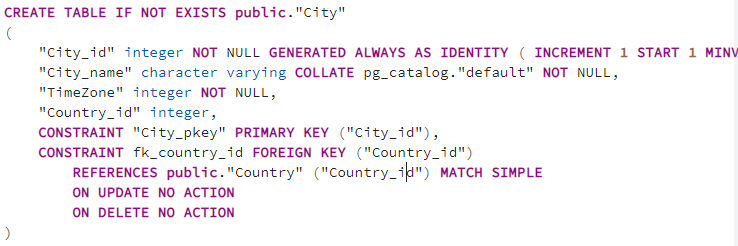 CREATE TABLE IF NOT EXISTS public."City"
(
"City_id" integer NOT NULL GENERATED ALWAYS AS IDENTITY ( INCREMENT 1 START 1 MINV
"City_name" character varying COLLATE pg_catalog."default" NOT NULL,
"TimeZone" integer NOT NULL,
"Country_id" integer,
CONSTRAINT "City_pkey" PRIMARY KEY ("City_id"),
CONSTRAINT fk_country_id FOREIGN KEY ("Country_id")
REFERENCES public."Country" ("Country_id") MATCH SIMPLE
ON UPDATE NO ACTION
ON DELETE NO ACTION
)